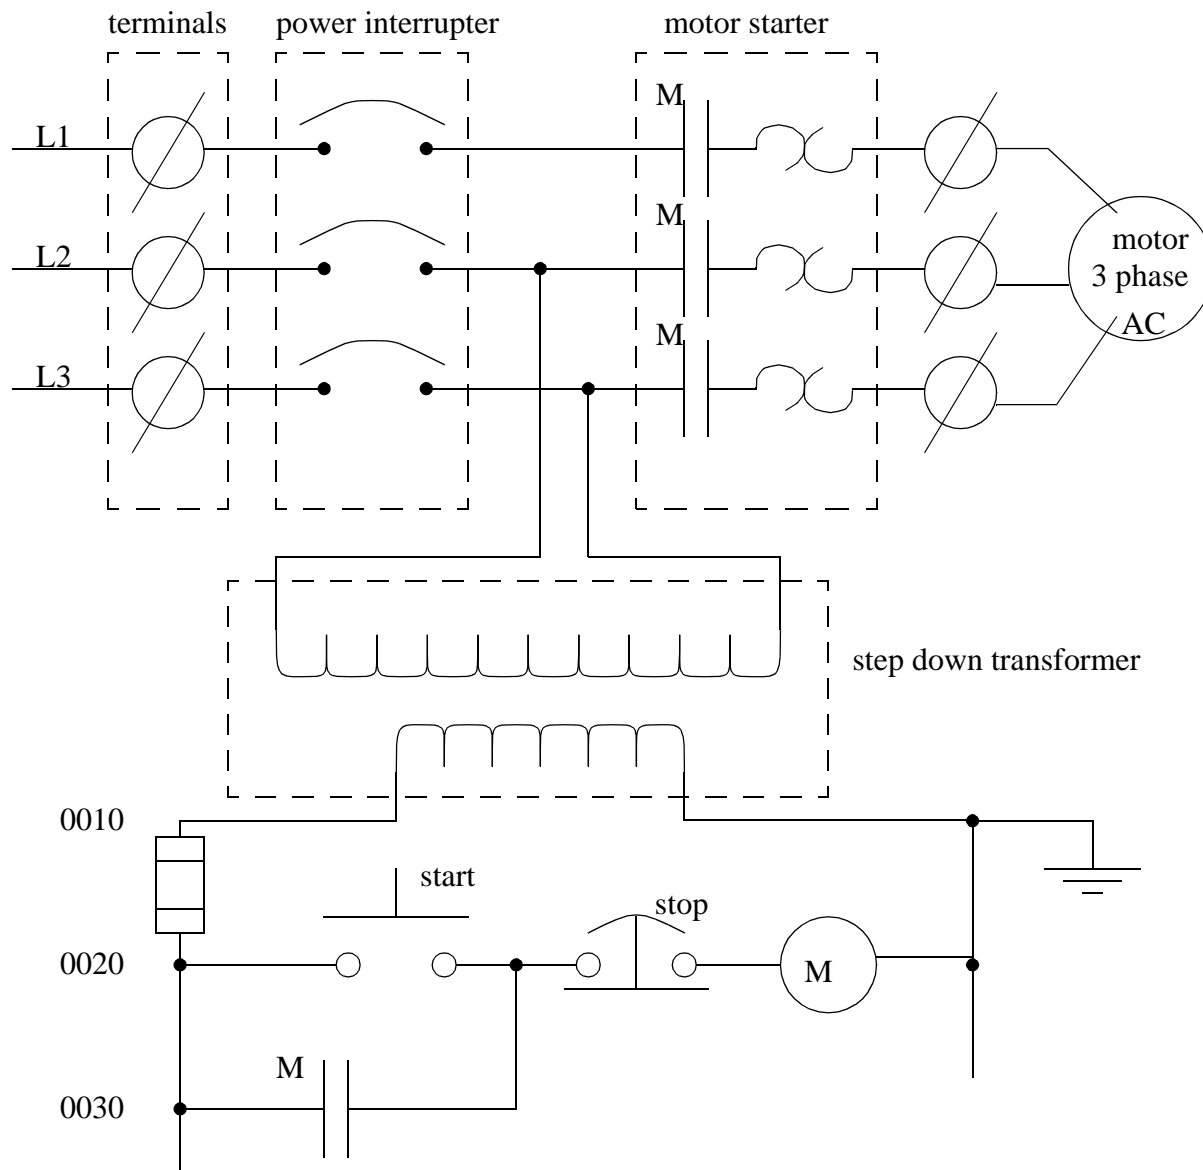 terminals power interrupter motor starter
M
L1
M
motor
L2
3 phase
M
AC
L3
step down transformer
0010
start
stop
0020
M
M
0030